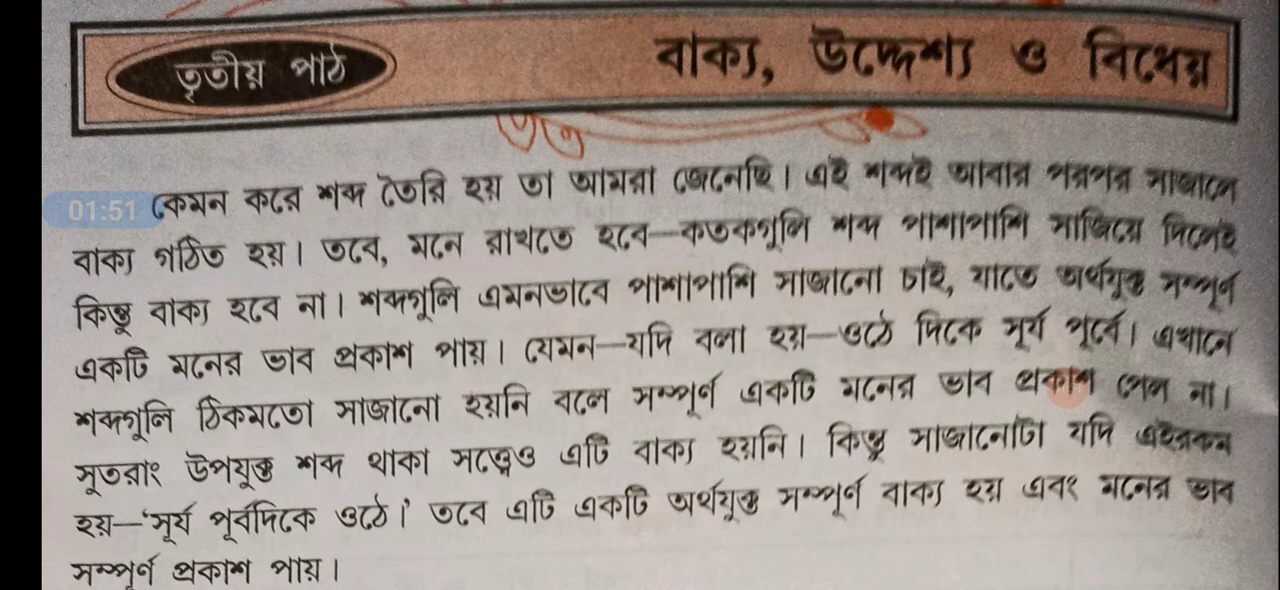 তৃতীয় পাঠ
বাক্য, উদ্দেশ্য ও বিধেয়
01:51
কেমন করে শব্দ তৈরি হয় তা আমরা জেনেছি। এই শব্দই আবার পরপর সাজালে
বাক্য গঠিত হয়। তবে, মনে রাখতে হবে—কতকগুলি শব্দ পাশাপাশি সাজিয়ে দিলেই
কিন্তু বাক্য হবে না। শব্দগুলি এমনভাবে পাশাপাশি সাজানো চাই, যাতে অর্থযুক্ত সম্পূর্ণ
একটি মনের ভাব প্রকাশ পায়। যেমন—যদি বলা হয়—ওঠে দিকে সূর্য পূর্বে। এখানে
শব্দগুলি ঠিকমতো সাজানো হয়নি বলে সম্পূর্ণ একটি মনের ভাব প্রকাশ পেল না।
সুতরাং উপযুক্ত শব্দ থাকা সত্ত্বেও এটি বাক্য হয়নি। কিন্তু সাজানোটা যদি এইরকম
হয়—‘সূর্য পূর্বদিকে ওঠে।’ তবে এটি একটি অর্থযুক্ত সম্পূর্ণ বাক্য হয় এবং মনের ভাব
সম্পূর্ণ প্রকাশ পায়।